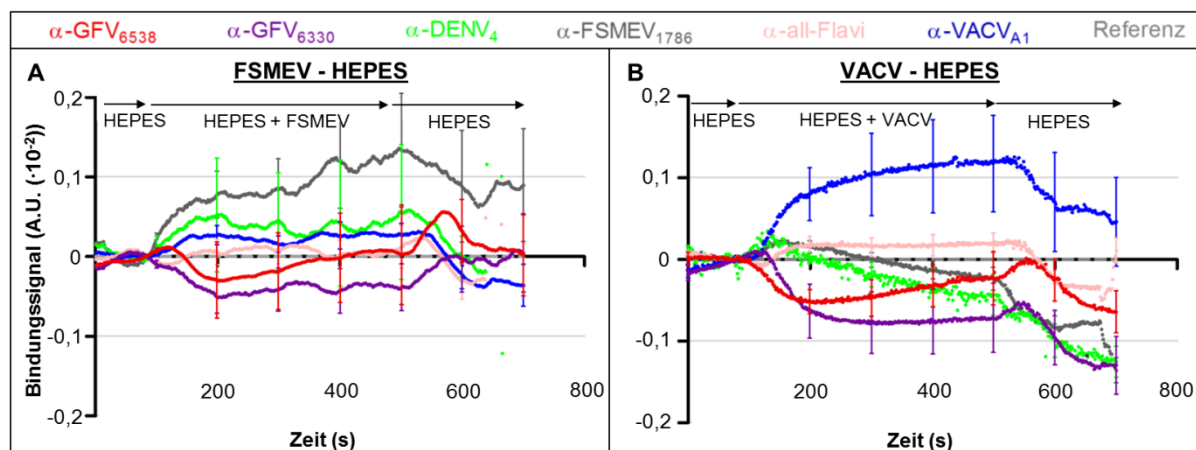 α-GFV6538 α-GFV6330 α-DENV4 α-FSMEV1786 α-all-Flavi α-VACVA1 Referenz
A FSMEV - HEPES
HEPES HEPES + FSMEV HEPES
Bindungssignal (A.U. (·10-2))
0,2
0,1
0
-0,1
-0,2
200 400 600 800
Zeit (s)
B VACV - HEPES
HEPES HEPES + VACV HEPES
0,2
0,1
0
-0,1
-0,2
200 400 600 800
Zeit (s)